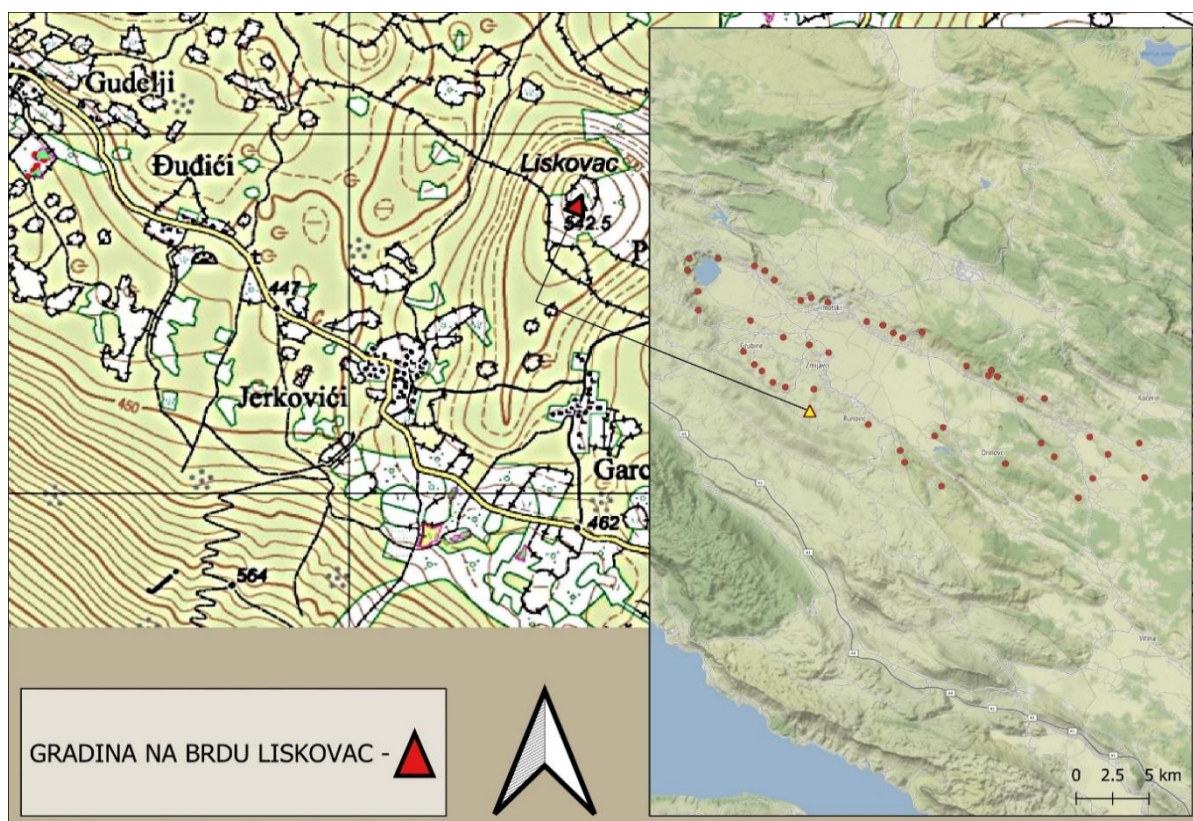 Gudelji
Đuđići
Liskovac
542.5
447
Jerkovići
450
462
564
Grubine
Zmijavci
Runovići
Drinovci
Vitina
GRADINA NA BRDU LISKOVAC -
0 2.5 5 km